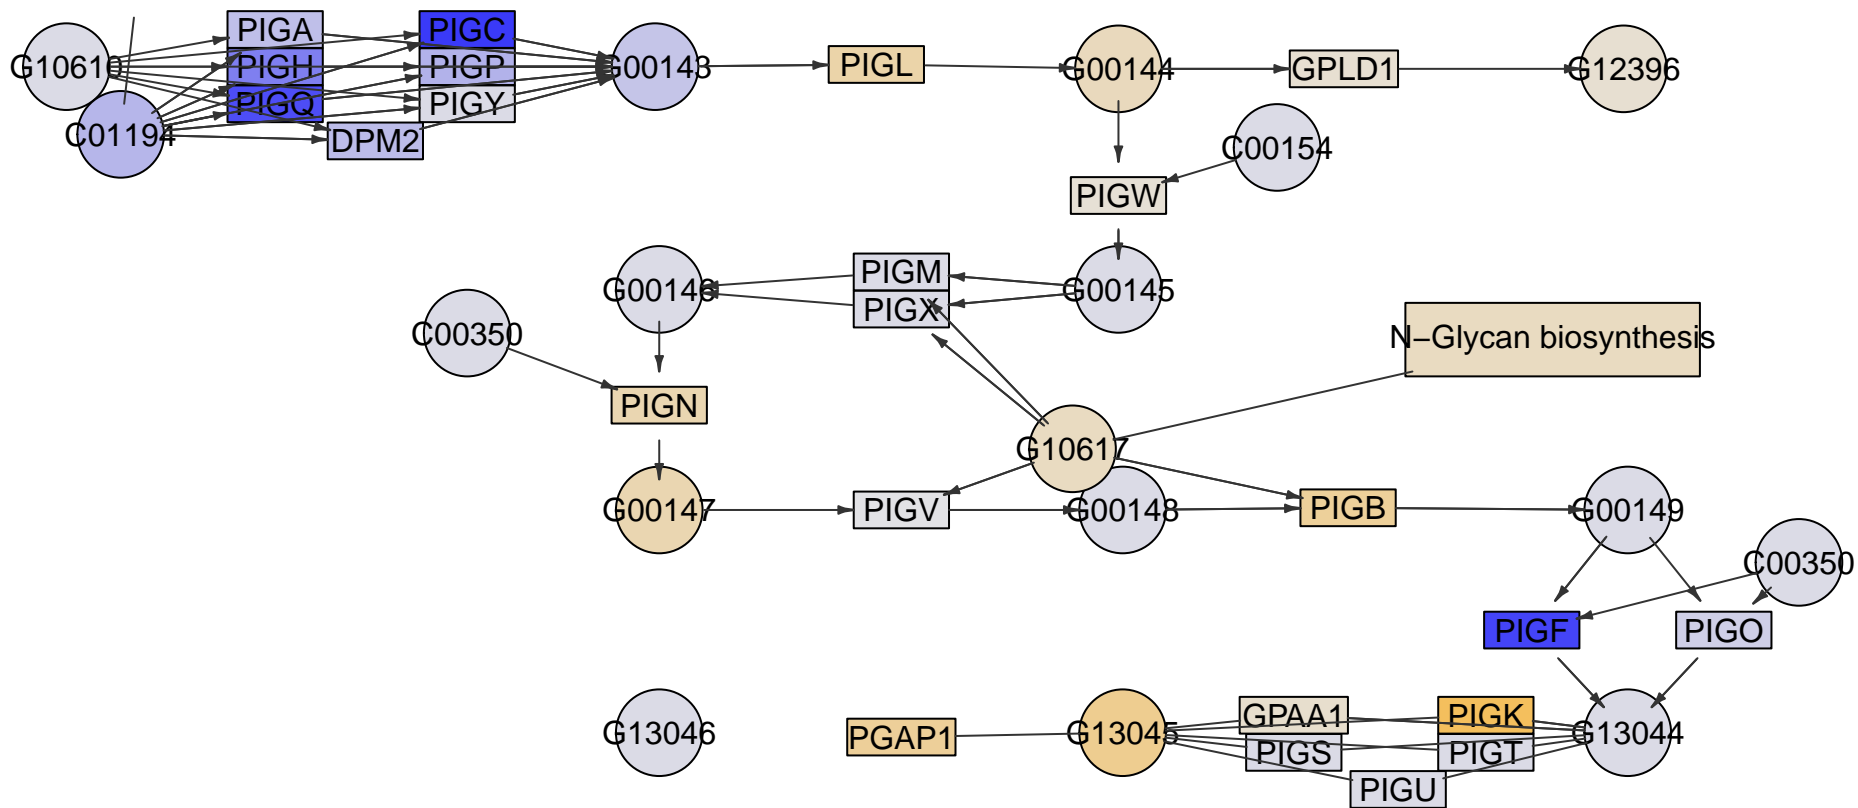 PIGA
PIGC
G10610
PIGH
PIGP
G00143
PIGL
G00144
GPLD1
G12396
PIGQ
PIGY
C01194
DPM2
C00154
PIGW
PIGM
G00146
G00145
PIGX
C00350
N−Glycan biosynthesis
PIGN
G10617
G00147
PIGV
G00148
PIGB
G00149
C00350
PIGF
PIGO
GPAA1
PIGK
G13046
PGAP1
G13045
G13044
PIGS
PIGT
PIGU